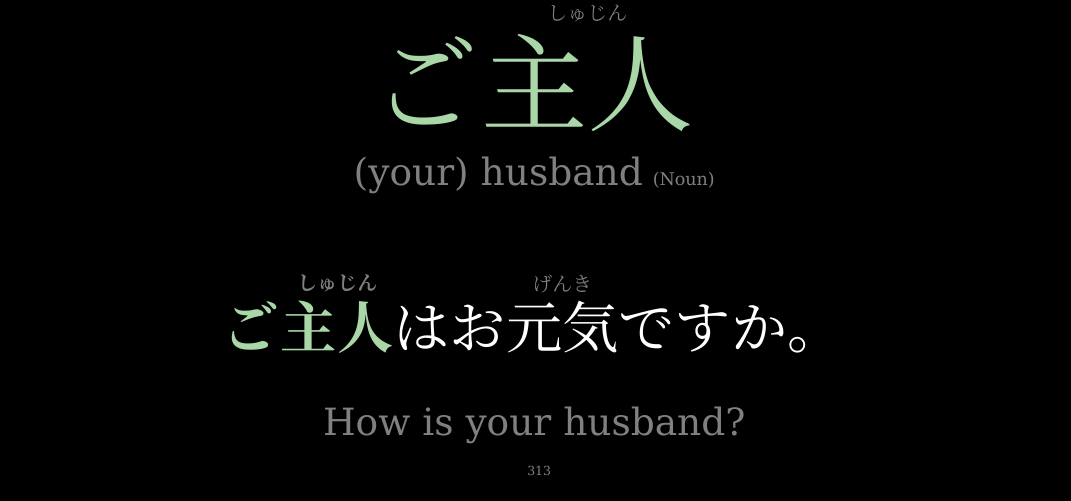 しゅじん
ご主人
(your) husband (Noun)
しゅじん げんき
ご主人はお元気ですか。
How is your husband?
313